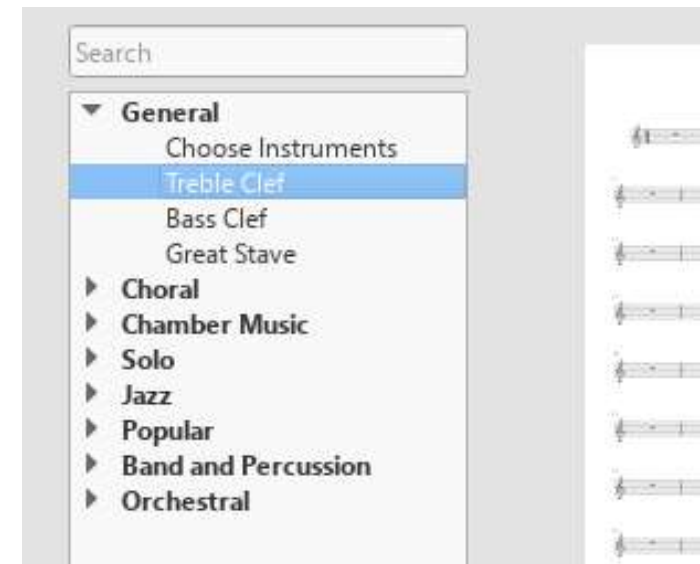 Search
General
Choose Instruments
Treble Clef
Bass Clef
Great Stave
Choral
Chamber Music
Solo
Jazz
Popular
Band and Percussion
Orchestral